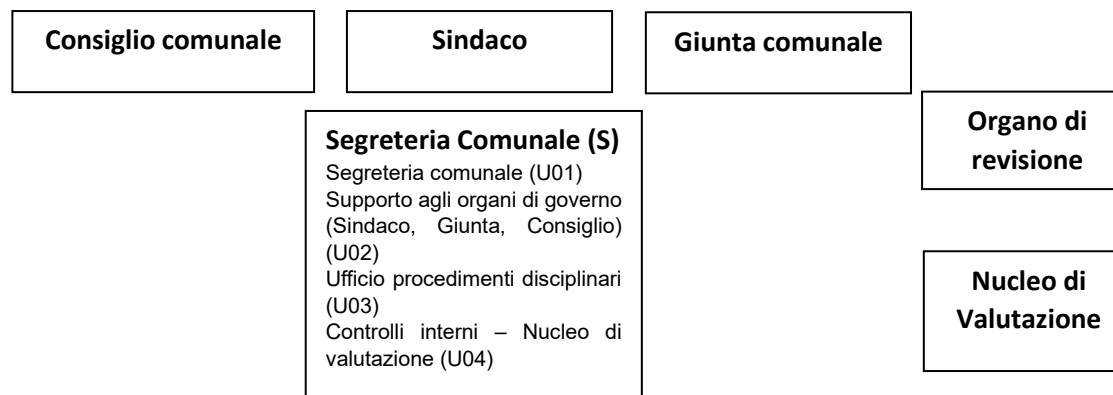 Consiglio comunale
Sindaco
Giunta comunale
Segreteria Comunale (S)
Segreteria comunale (U01)
Supporto agli organi di governo
(Sindaco, Giunta, Consiglio)
(U02)
Ufficio procedimenti disciplinari
(U03)
Controlli interni – Nucleo di
valutazione (U04)
Organo di
revisione
Nucleo di
Valutazione